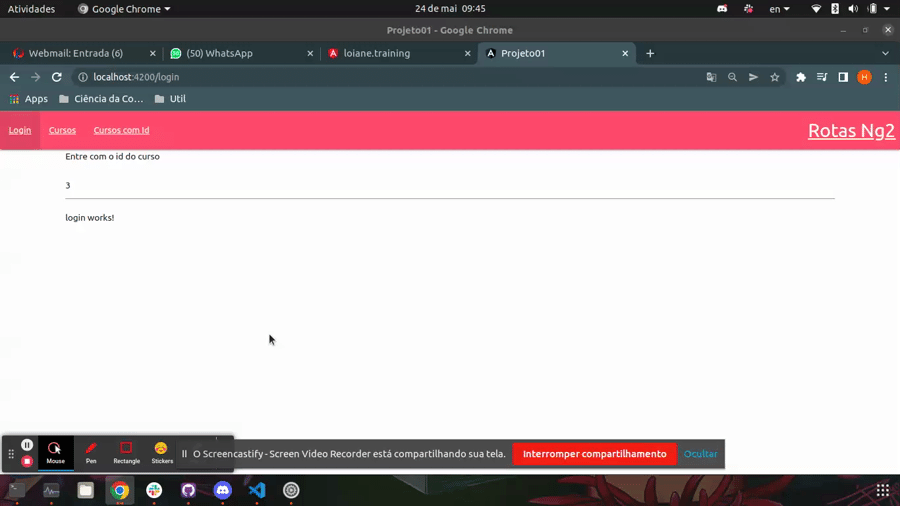 Atividades
Google Chrome
24 de mai 09:45
en
Projeto01 - Google Chrome
Webmail: Entrada (6)
(50) WhatsApp
loiane.training
Projeto01
localhost:4200/login
H
Apps
Ciência da Co…
Util
Login
Cursos
Cursos com Id
Rotas Ng2
Entre com o id do curso
3
login works!
Mouse
Pen
Rectangle
Stickers
O Screencastify - Screen Video Recorder está compartilhando sua tela.
Interromper compartilhamento
Ocultar